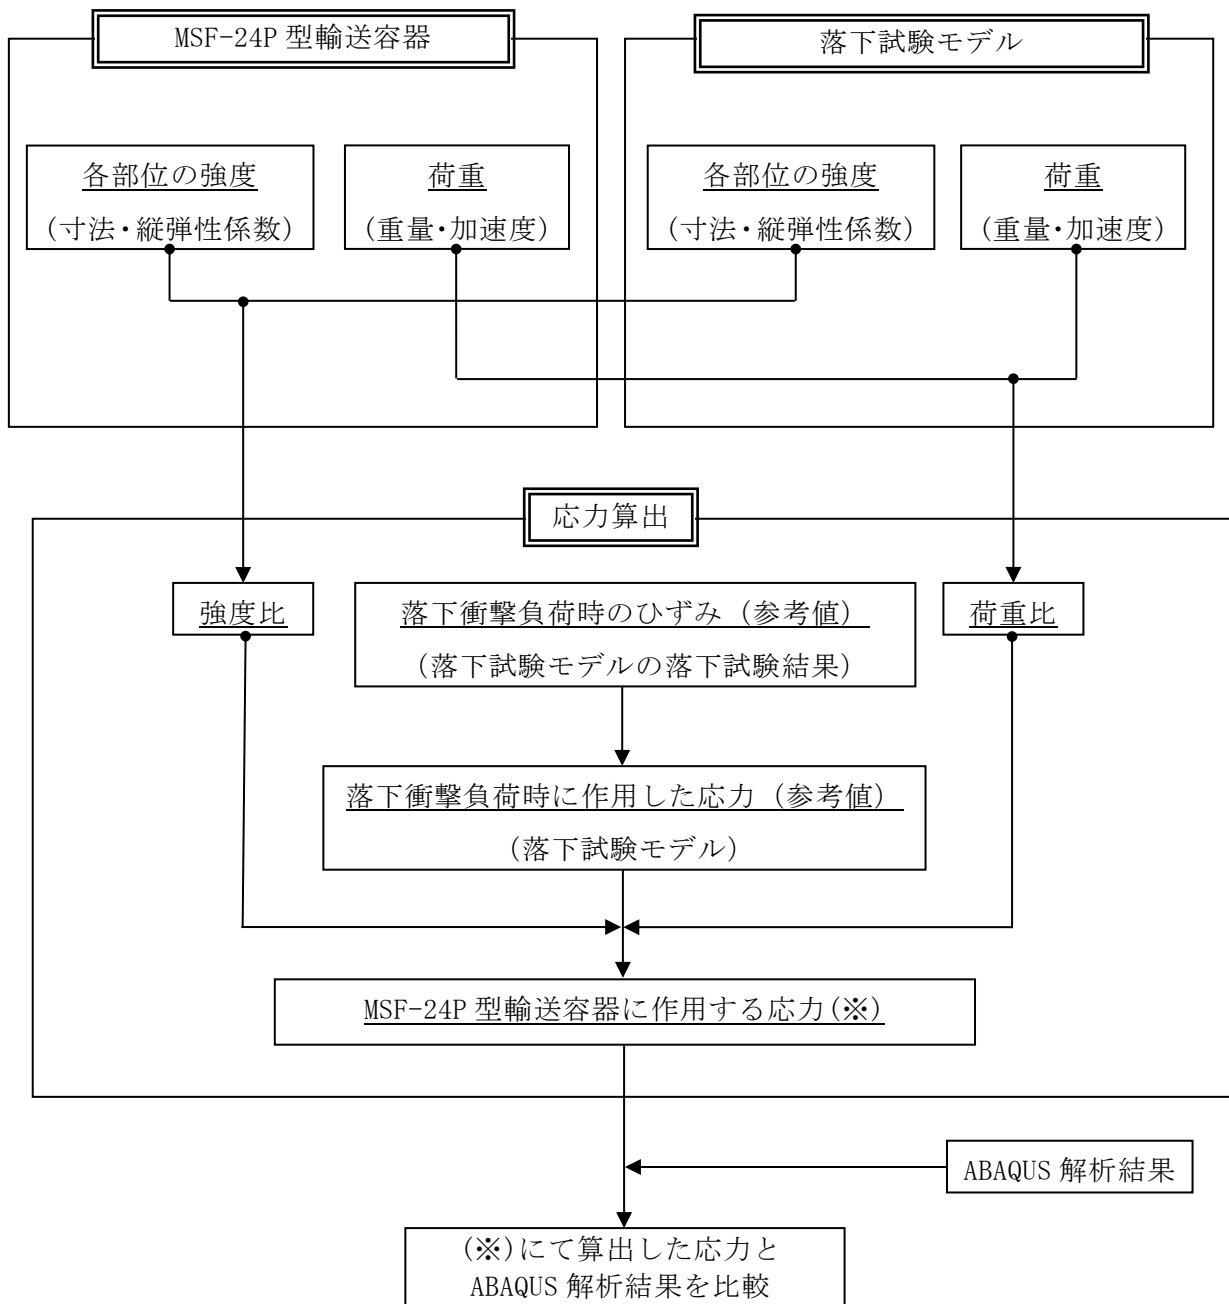 MSF-24P 型輸送容器
落下試験モデル
各部位の強度
(寸法・縦弾性係数)
荷重
(重量・加速度)
各部位の強度
(寸法・縦弾性係数)
荷重
(重量・加速度)
応力算出
強度比
落下衝撃負荷時のひずみ（参考値）
(落下試験モデルの落下試験結果)
荷重比
落下衝撃負荷時に作用した応力（参考値）
(落下試験モデル)
MSF-24P 型輸送容器に作用する応力(※)
ABAQUS 解析結果
(※)にて算出した応力と
ABAQUS 解析結果を比較